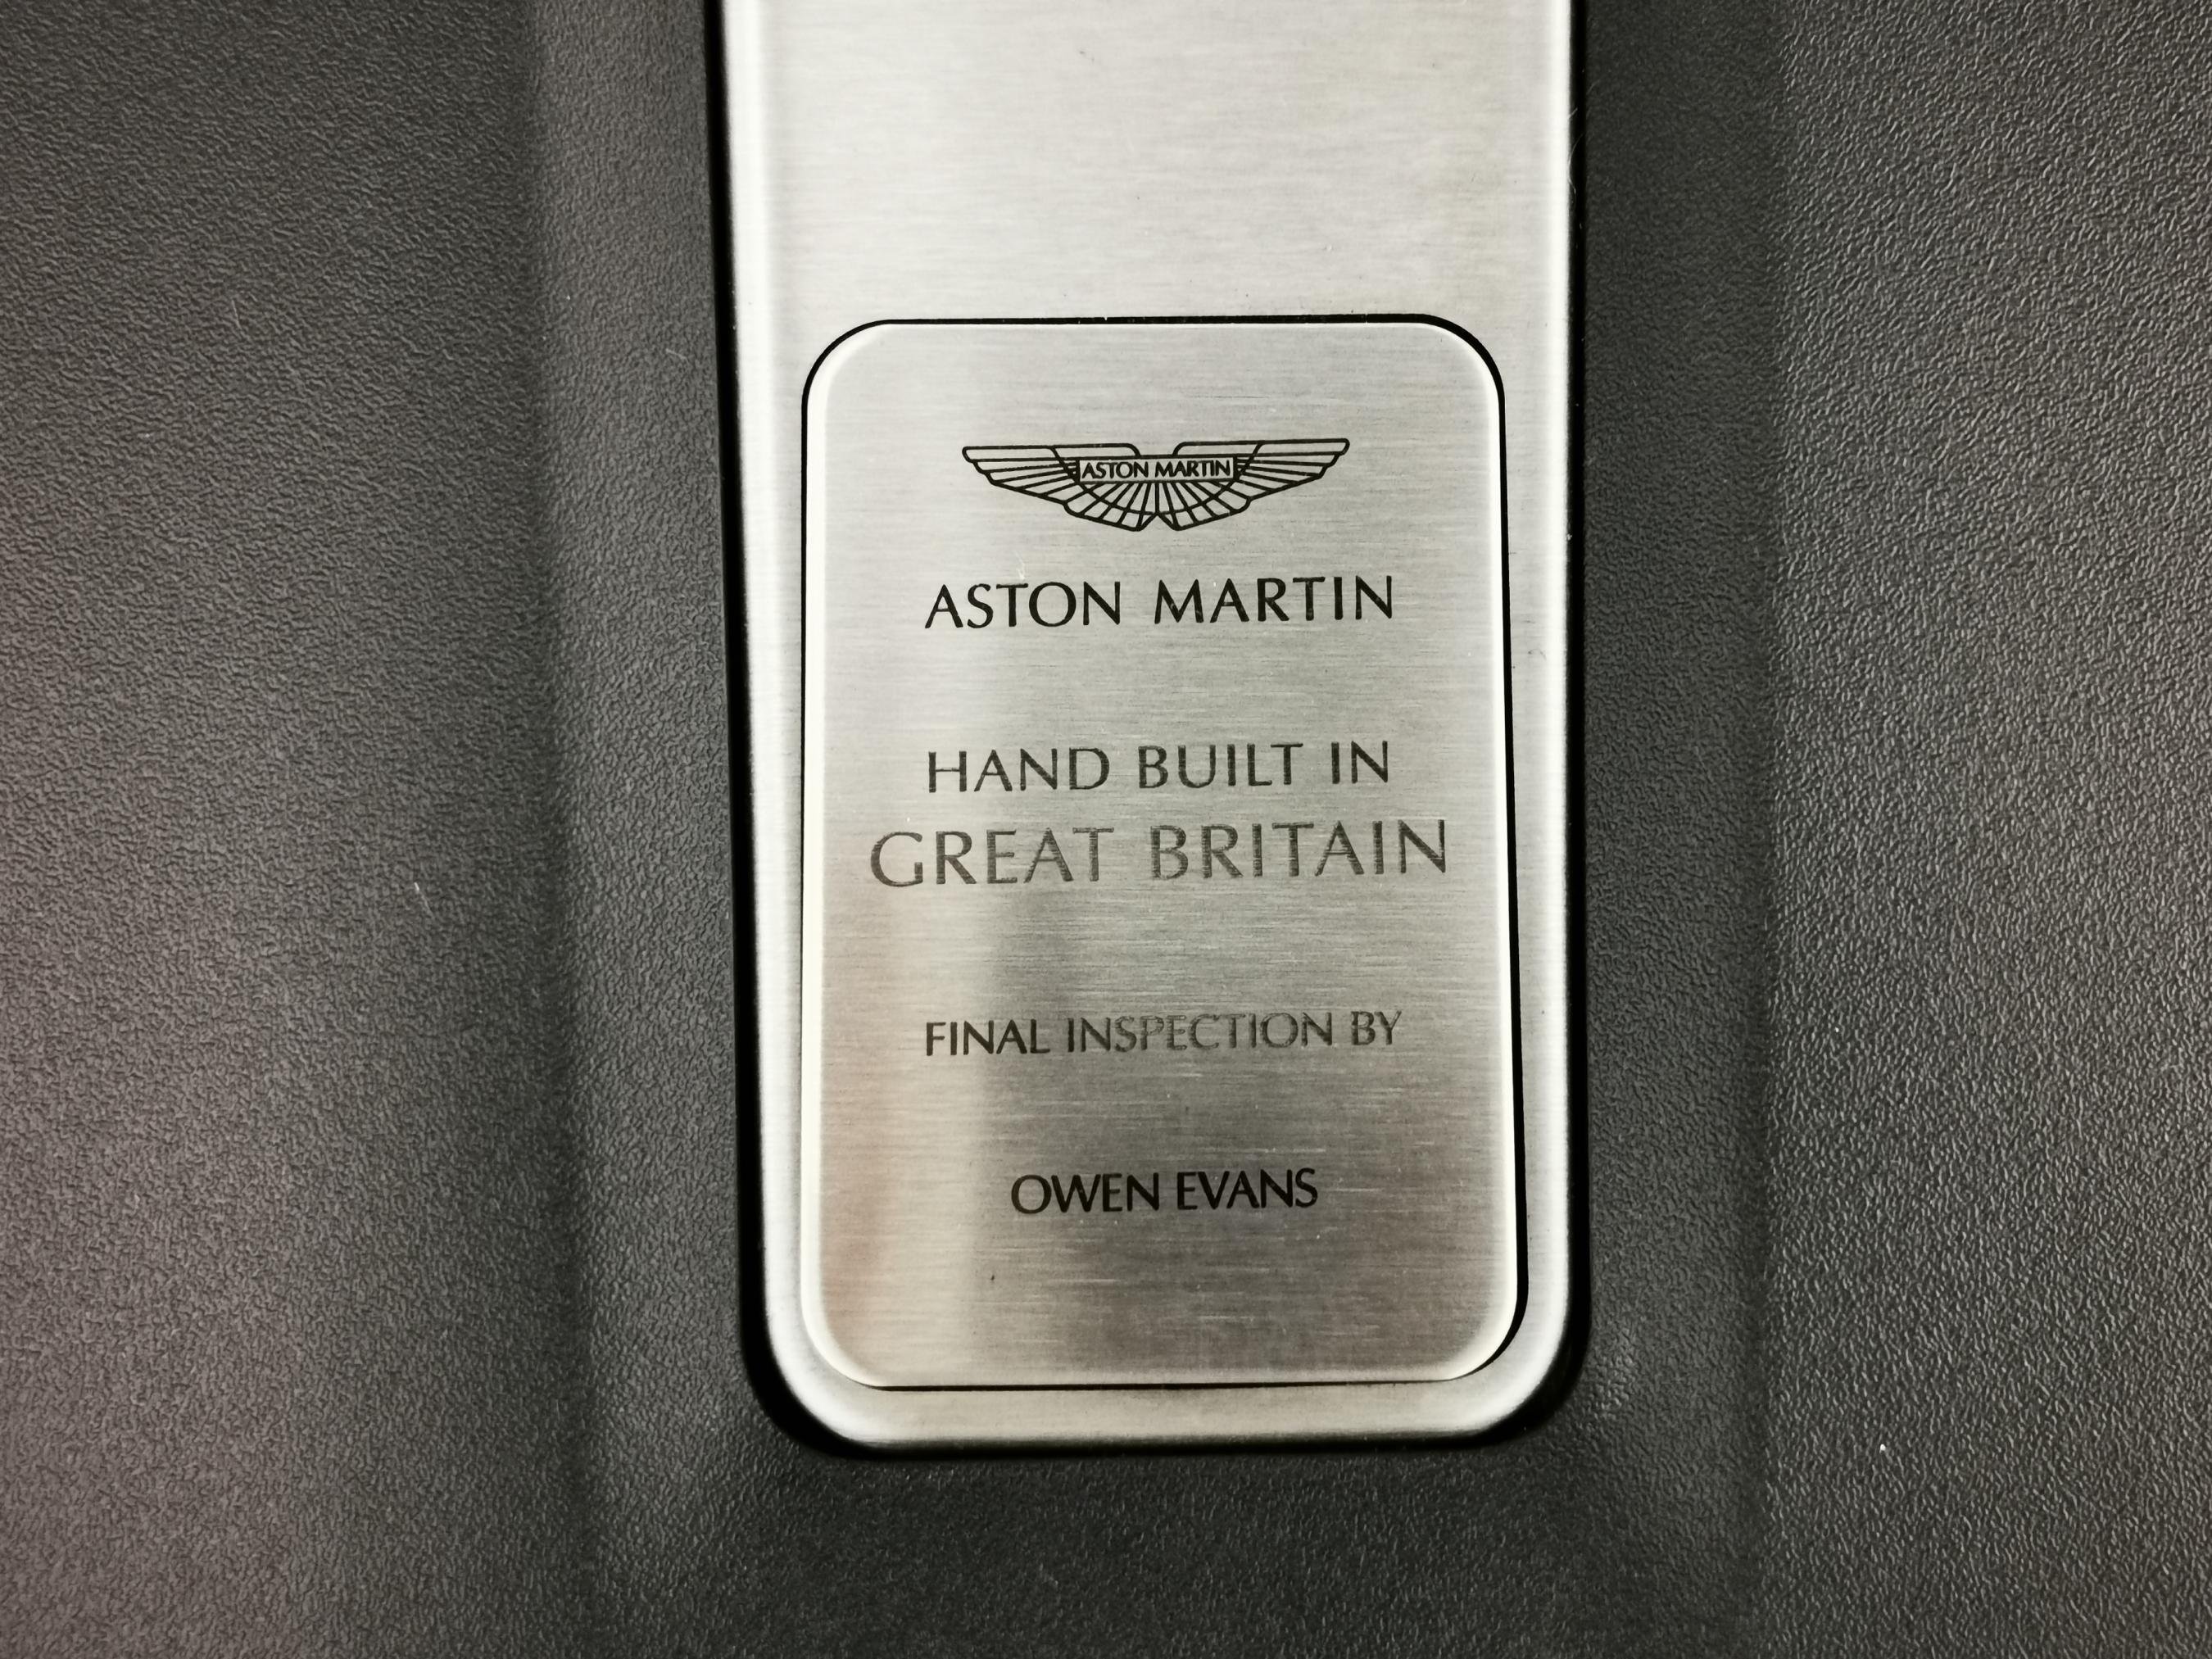 ASTON MARTIN
ASTON MARTIN
HAND BUILT IN
GREAT BRITAIN
FINAL INSPECTION BY
OWEN EVANS